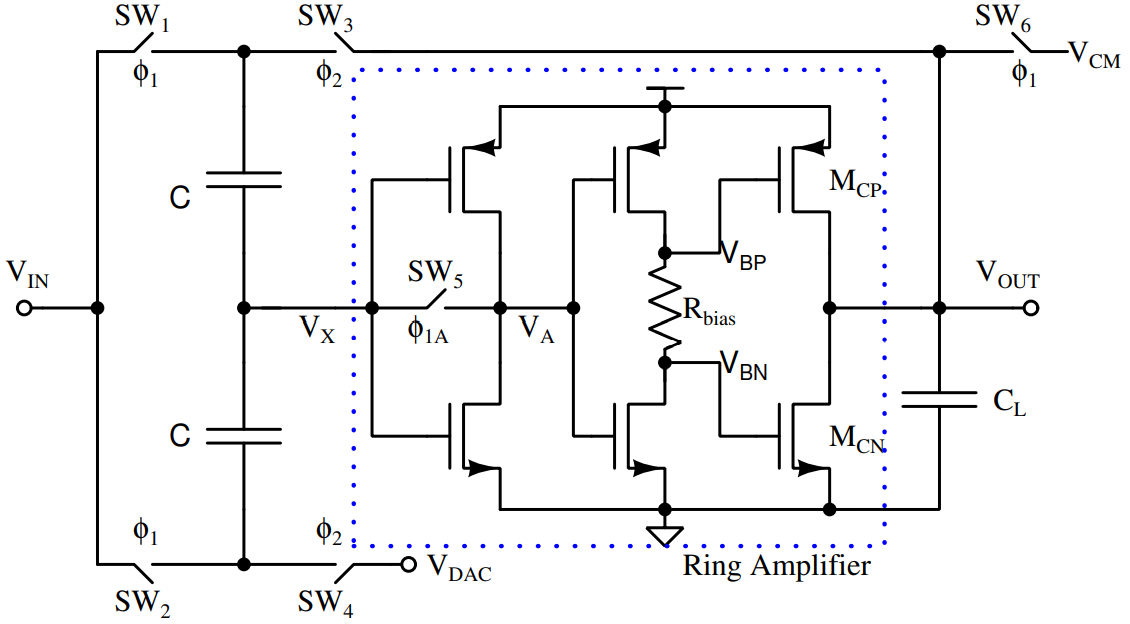 SW1
SW3
SW6
ϕ1
ϕ2
ϕ1
VCM
C
MCP
VIN
SW5
VBP
VOUT
VX
ϕ1A
VA
Rbias
VBN
CL
C
MCN
ϕ1
ϕ2
VDAC
Ring Amplifier
SW2
SW4